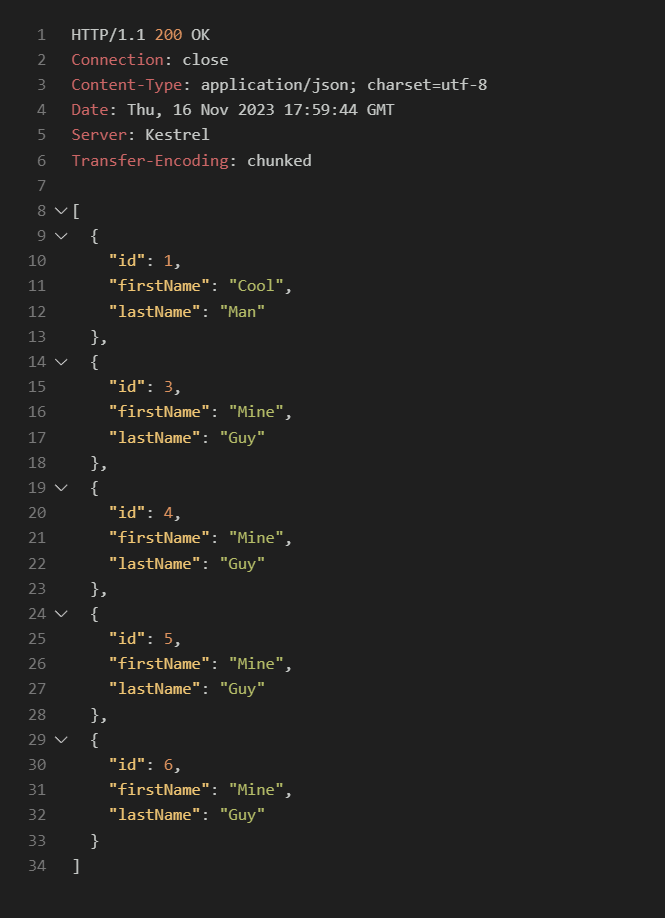 1 HTTP/1.1 200 OK
2 Connection: close
3 Content-Type: application/json; charset=utf-8
4 Date: Thu, 16 Nov 2023 17:59:44 GMT
5 Server: Kestrel
6 Transfer-Encoding: chunked
7
8 [
9   {
10     "id": 1,
11     "firstName": "Cool",
12     "lastName": "Man"
13   },
14   {
15     "id": 3,
16     "firstName": "Mine",
17     "lastName": "Guy"
18   },
19   {
20     "id": 4,
21     "firstName": "Mine",
22     "lastName": "Guy"
23   },
24   {
25     "id": 5,
26     "firstName": "Mine",
27     "lastName": "Guy"
28   },
29   {
30     "id": 6,
31     "firstName": "Mine",
32     "lastName": "Guy"
33   }
34 ]